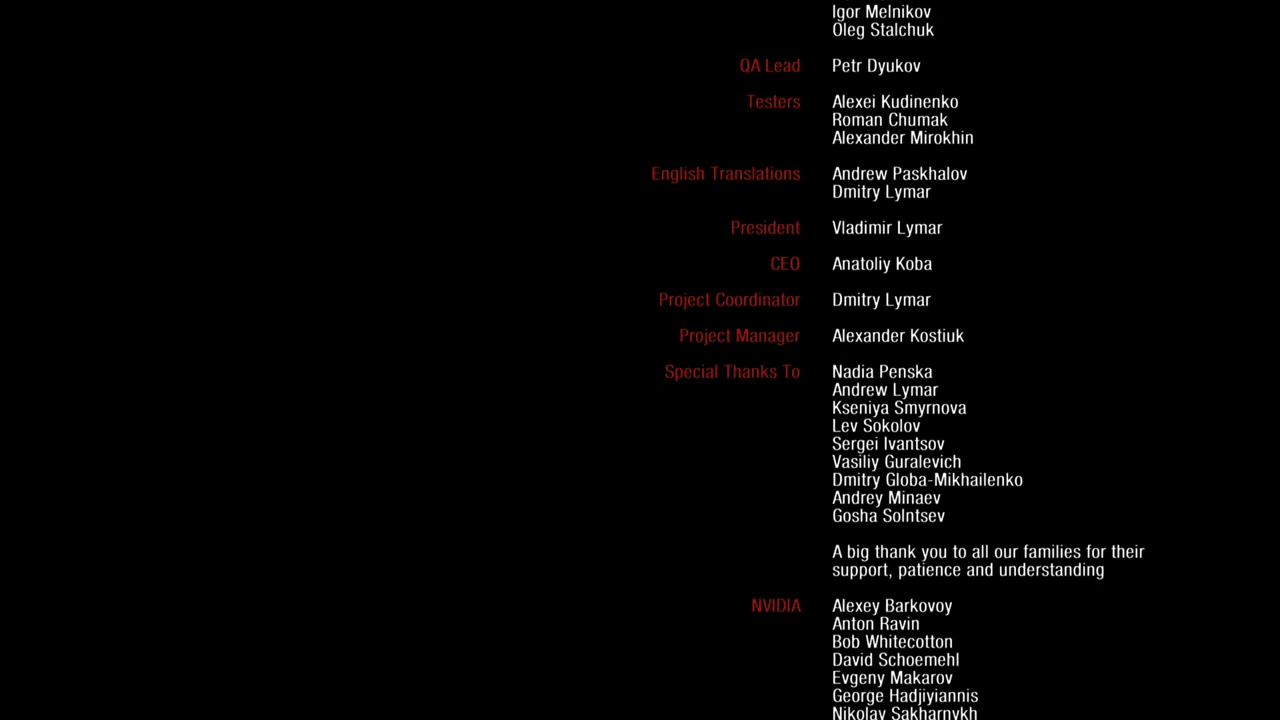 Igor Melnikov
Oleg Stalchuk
QA Lead Petr Dyukov
Testers Alexei Kudinenko
Roman Chumak
Alexander Mirokhin
English Translations Andrew Paskhalov
Dmitry Lymar
President Vladimir Lymar
CEO Anatoliy Koba
Project Coordinator Dmitry Lymar
Project Manager Alexander Kostiuk
Special Thanks To Nadia Penska
Andrew Lymar
Kseniya Smyrnova
Lev Sokolov
Sergei Ivantsov
Vasiliy Guralevich
Dmitry Globa-Mikhailenko
Andrey Minaev
Gosha Solntsev
A big thank you to all our families for their
support, patience and understanding
NVIDIA Alexey Barkovoy
Anton Ravin
Bob Whitecotton
David Schoemehl
Evgeny Makarov
George Hadjiyiannis
Nikolay Sakharnykh